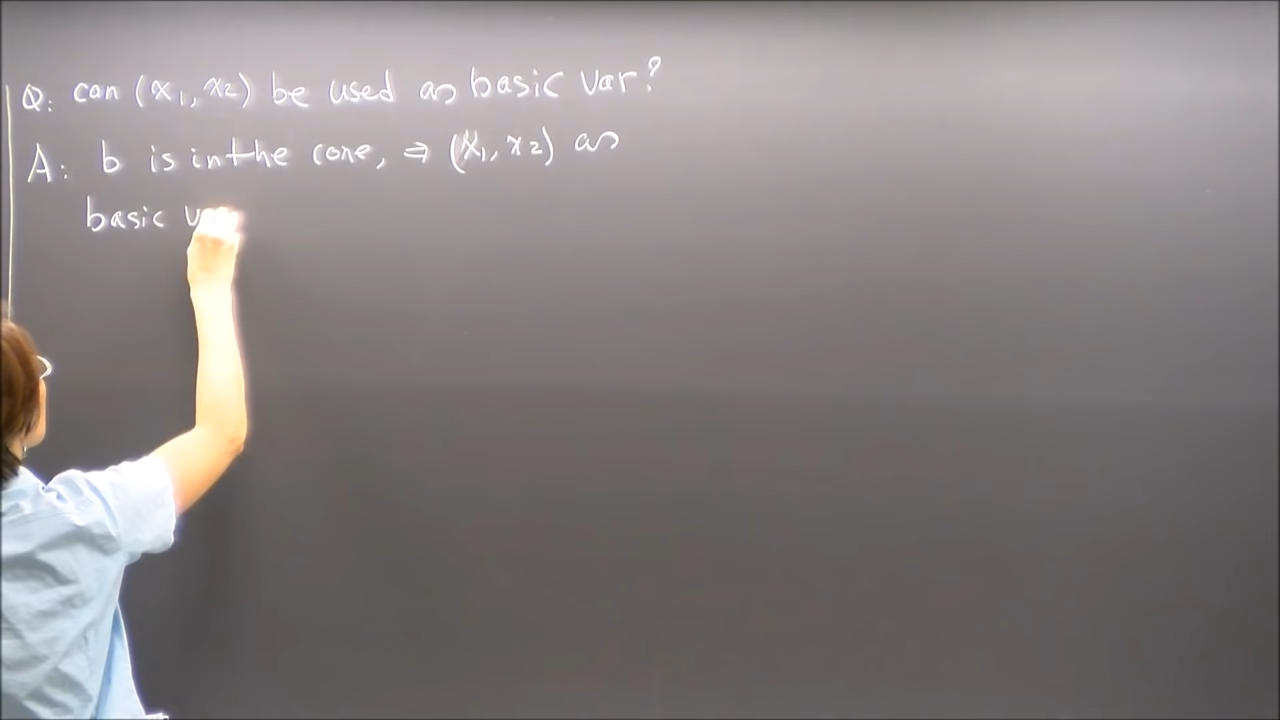 Q: can (x₁, x₂) be used as basic var?
A: b is in the cone, ⇒ (x₁, x₂) as
basic